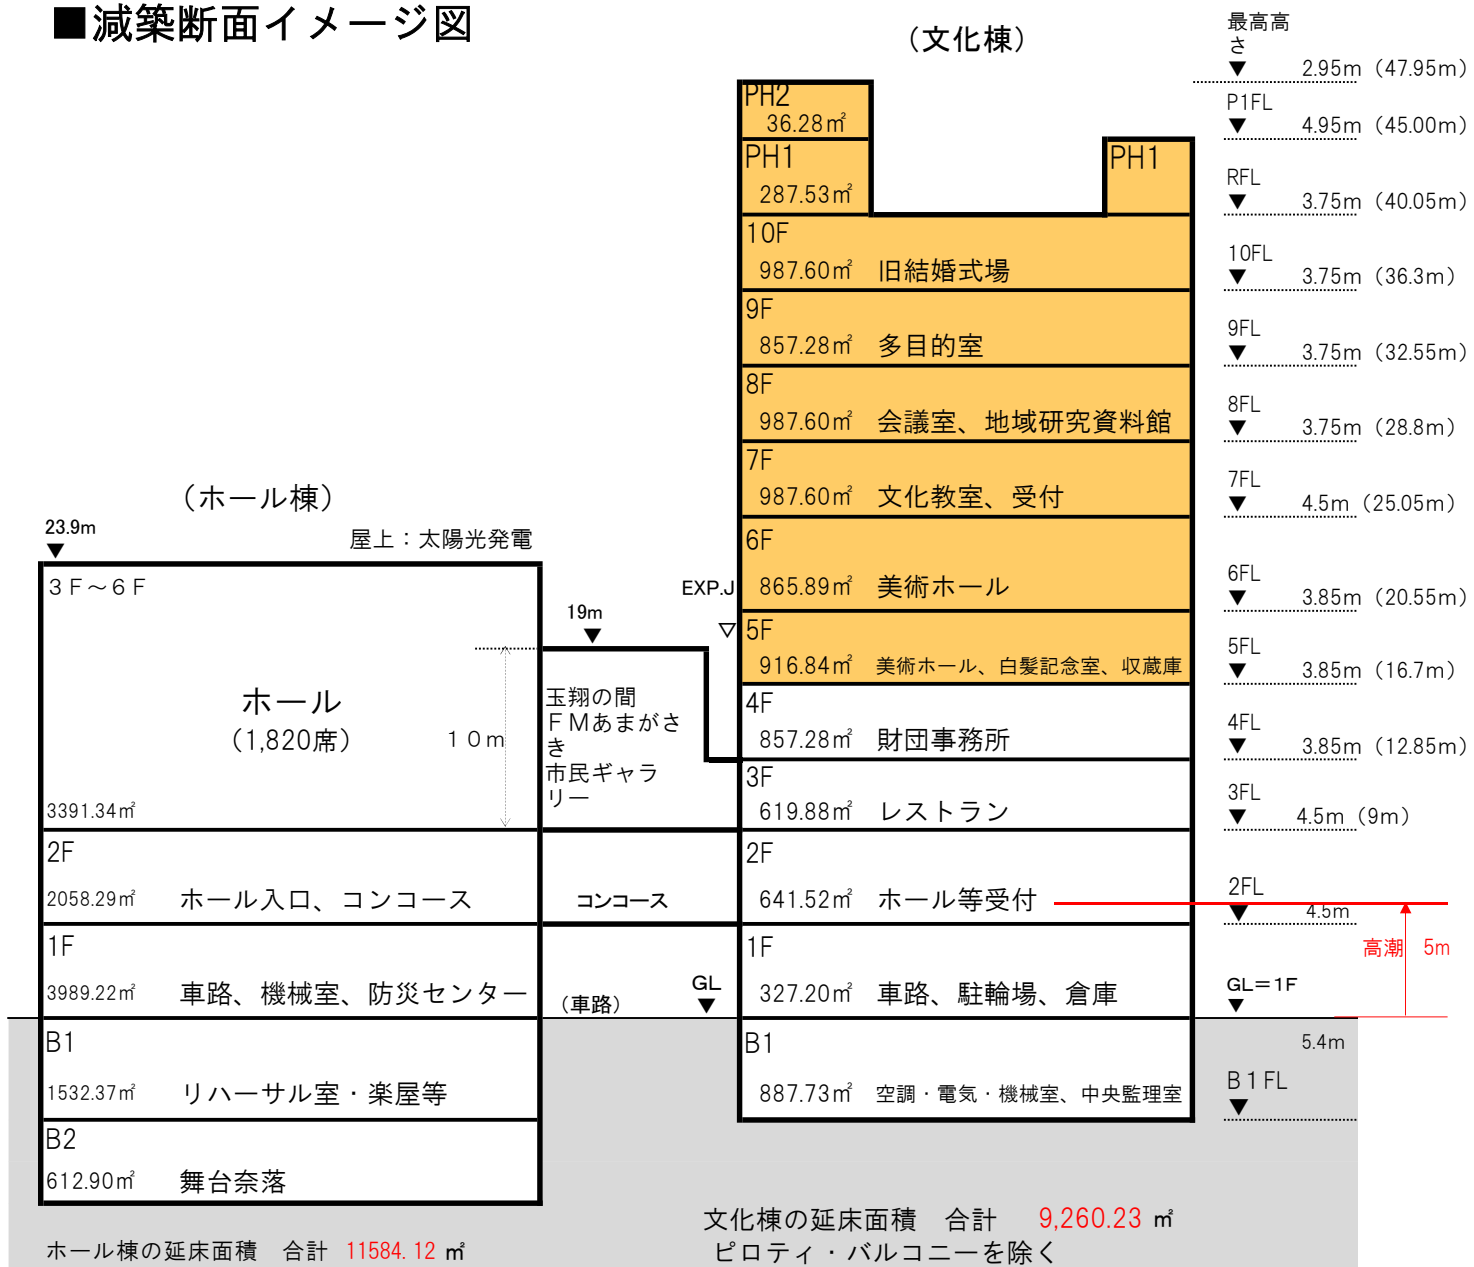 ■減築断面イメージ図
（文化棟）
最高高
さ
▼ 2.95m（47.95m）
P1FL
▼ 4.95m（45.00m）
RFL
▼ 3.75m（40.05m）
10FL
▼ 3.75m（36.3m）
9FL
▼ 3.75m（32.55m）
8FL
▼ 3.75m（28.8m）
7FL
▼ 4.5m（25.05m）
6FL
▼ 3.85m（20.55m）
5FL
▼ 3.85m（16.7m）
4FL
▼ 3.85m（12.85m）
3FL
▼ 4.5m（9m）
2FL
▼ 4.5m
高潮 5m
GL＝1F
▼
5.4m
B1FL
▼
PH2
36.28㎡
PH1
287.53㎡
PH1
10F
987.60㎡ 旧結婚式場
9F
857.28㎡ 多目的室
8F
987.60㎡ 会議室、地域研究資料館
7F
987.60㎡ 文化教室、受付
6F
865.89㎡ 美術ホール
5F
916.84㎡ 美術ホール、白髪記念室、収蔵庫
4F
857.28㎡ 財団事務所
3F
619.88㎡ レストラン
2F
641.52㎡ ホール等受付
1F
327.20㎡ 車路、駐輪場、倉庫
B1
887.73㎡ 空調・電気・機械室、中央監理室
（ホール棟）
23.9m
▼
屋上：太陽光発電
３Ｆ～６Ｆ
ホール
（1,820席）
１０ｍ
3391.34㎡
2F
2058.29㎡ ホール入口、コンコース
1F
3989.22㎡ 車路、機械室、防災センター
B1
1532.37㎡ リハーサル室・楽屋等
B2
612.90㎡ 舞台奈落
EXP.J
▽
19m
▼
玉翔の間
ＦＭあまがさ
き
市民ギャラ
リー
コンコース
（車路）
GL
▼
文化棟の延床面積 合計 9,260.23 ㎡
ピロティ・バルコニーを除く
ホール棟の延床面積 合計 11584.12 ㎡